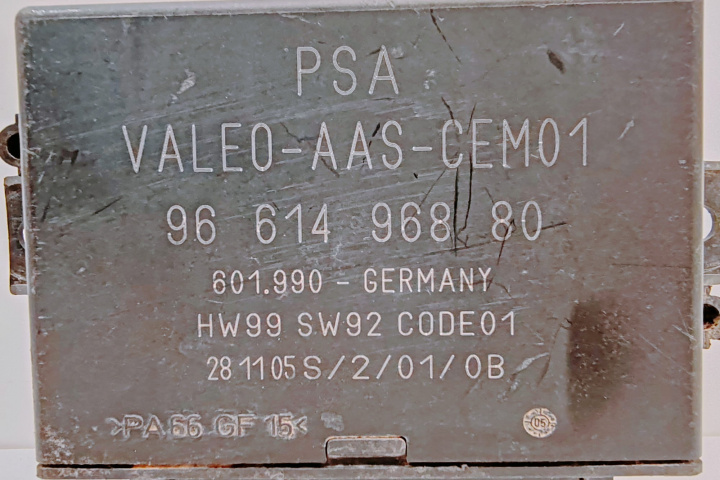 PSA
VALEO-AAS-CEM01
96 614 968 80
601.990 - GERMANY
HW99 SW92 CODE01
281105S/2/01/0B
>PA 66 GF 15<
05